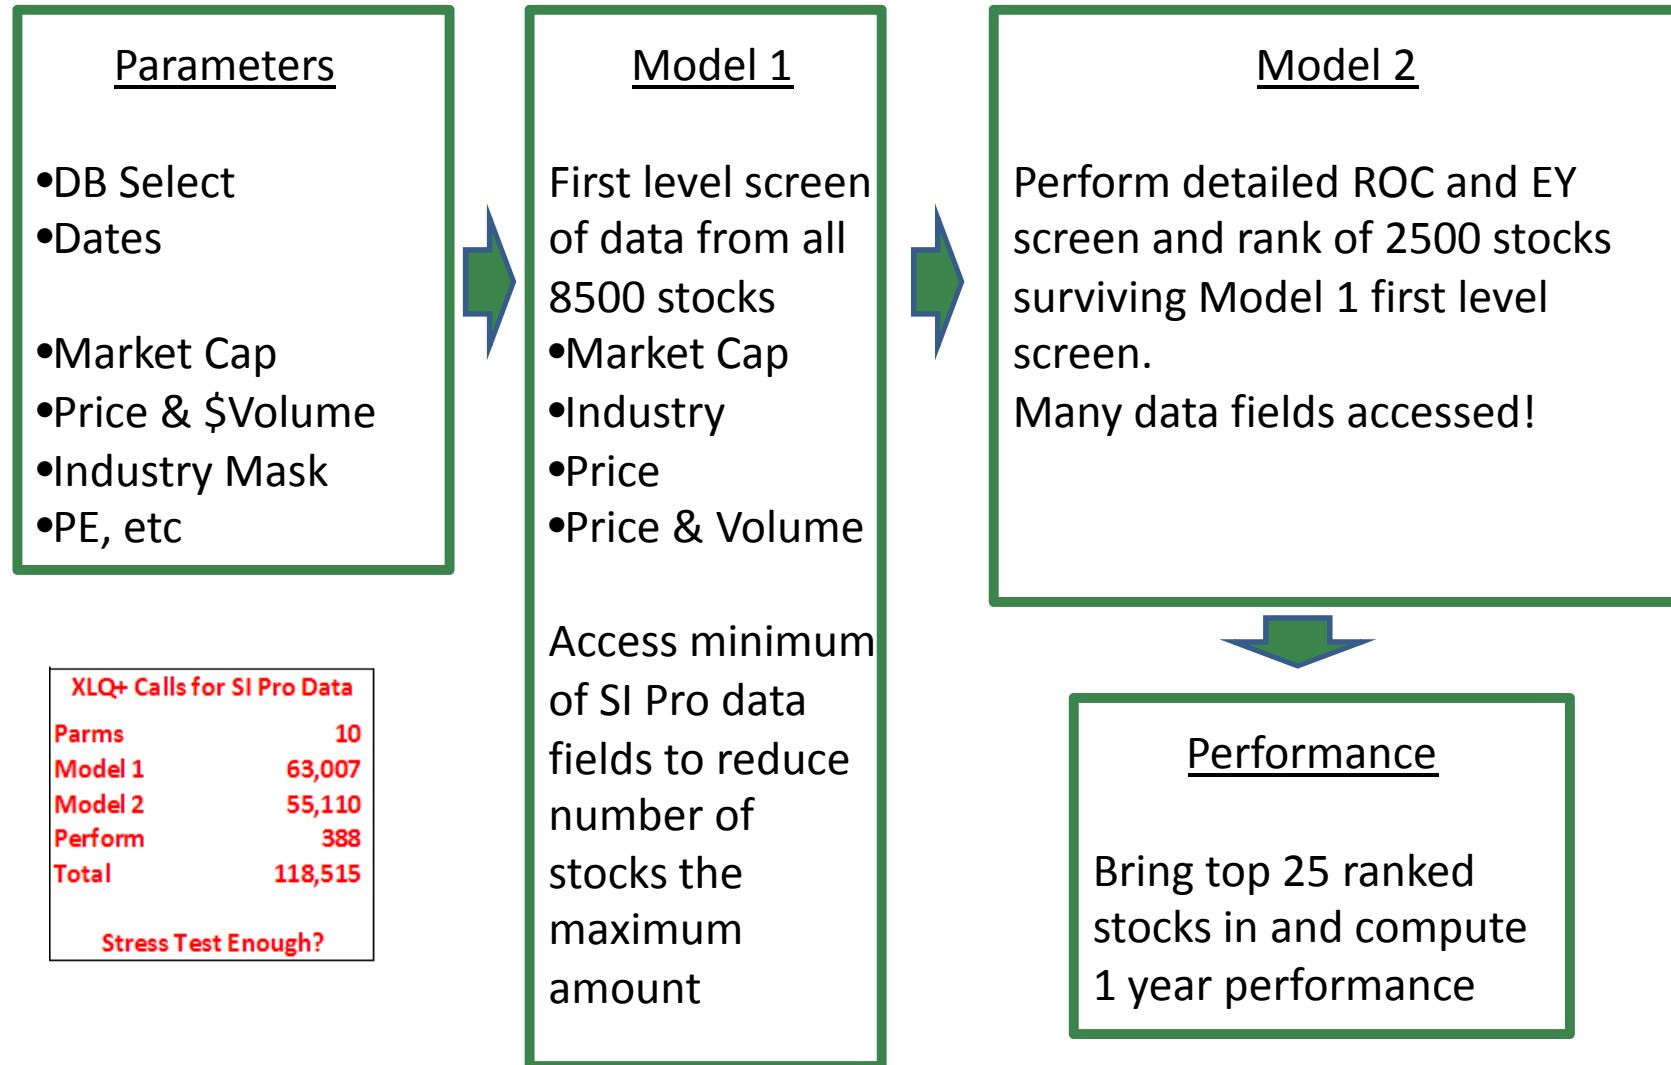 Parameters
•DB Select
•Dates
•Market Cap
•Price & $Volume
•Industry Mask
•PE, etc
XLQ+ Calls for SI Pro Data
Parms 10
Model 1 63,007
Model 2 55,110
Perform 388
Total 118,515
Stress Test Enough?
Model 1
First level screen
of data from all
8500 stocks
•Market Cap
•Industry
•Price
•Price & Volume
Access minimum
of SI Pro data
fields to reduce
number of
stocks the
maximum
amount
Model 2
Perform detailed ROC and EY
screen and rank of 2500 stocks
surviving Model 1 first level
screen.
Many data fields accessed!
Performance
Bring top 25 ranked
stocks in and compute
1 year performance